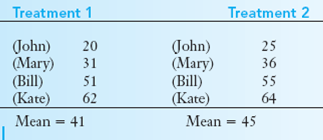 Treatment 1 Treatment 2
(John) 20 (John) 25
(Mary) 31 (Mary) 36
(Bill) 51 (Bill) 55
(Kate) 62 (Kate) 64
Mean = 41 Mean = 45